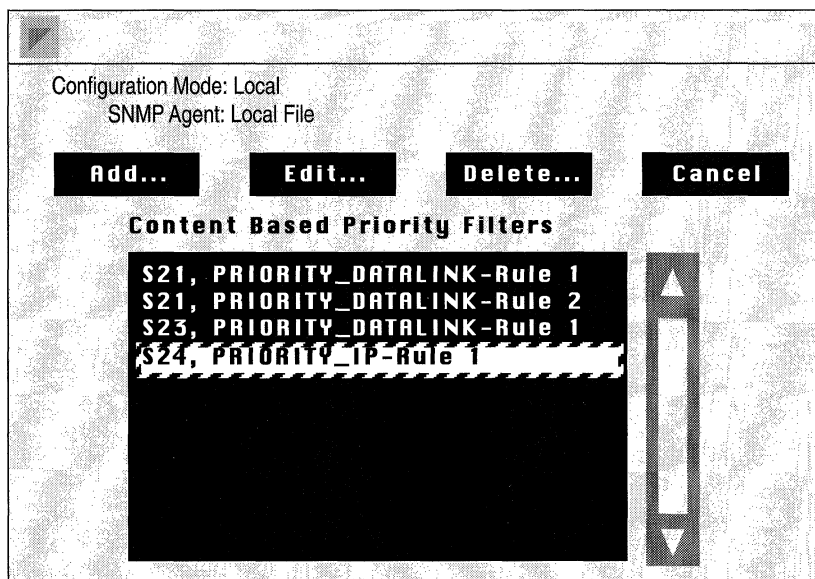 Configuration Mode: Local
SNMP Agent: Local File
Add... Edit... Delete... Cancel
Content Based Priority Filters
S21, PRIORITY_DATALINK-Rule 1
S21, PRIORITY_DATALINK-Rule 2
S23, PRIORITY_DATALINK-Rule 1
S24, PRIORITY_IP-Rule 1